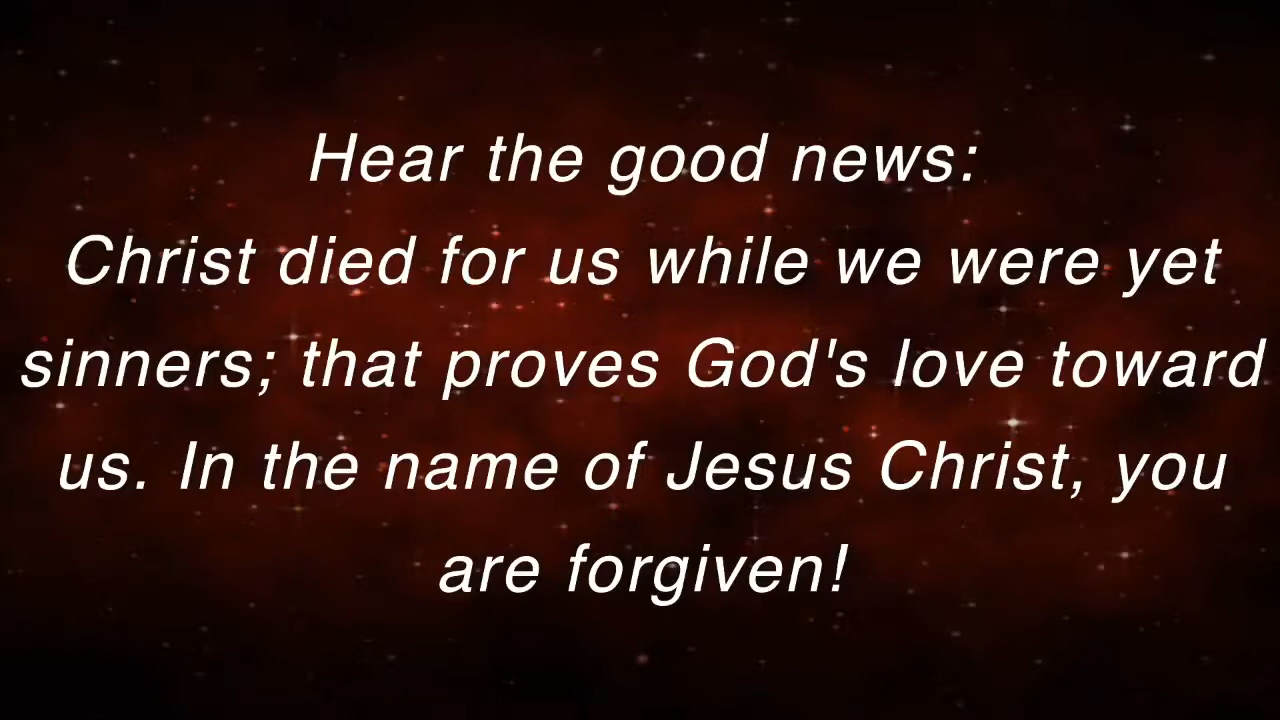 Hear the good news:
Christ died for us while we were yet
sinners; that proves God's love toward
us. In the name of Jesus Christ, you
are forgiven!